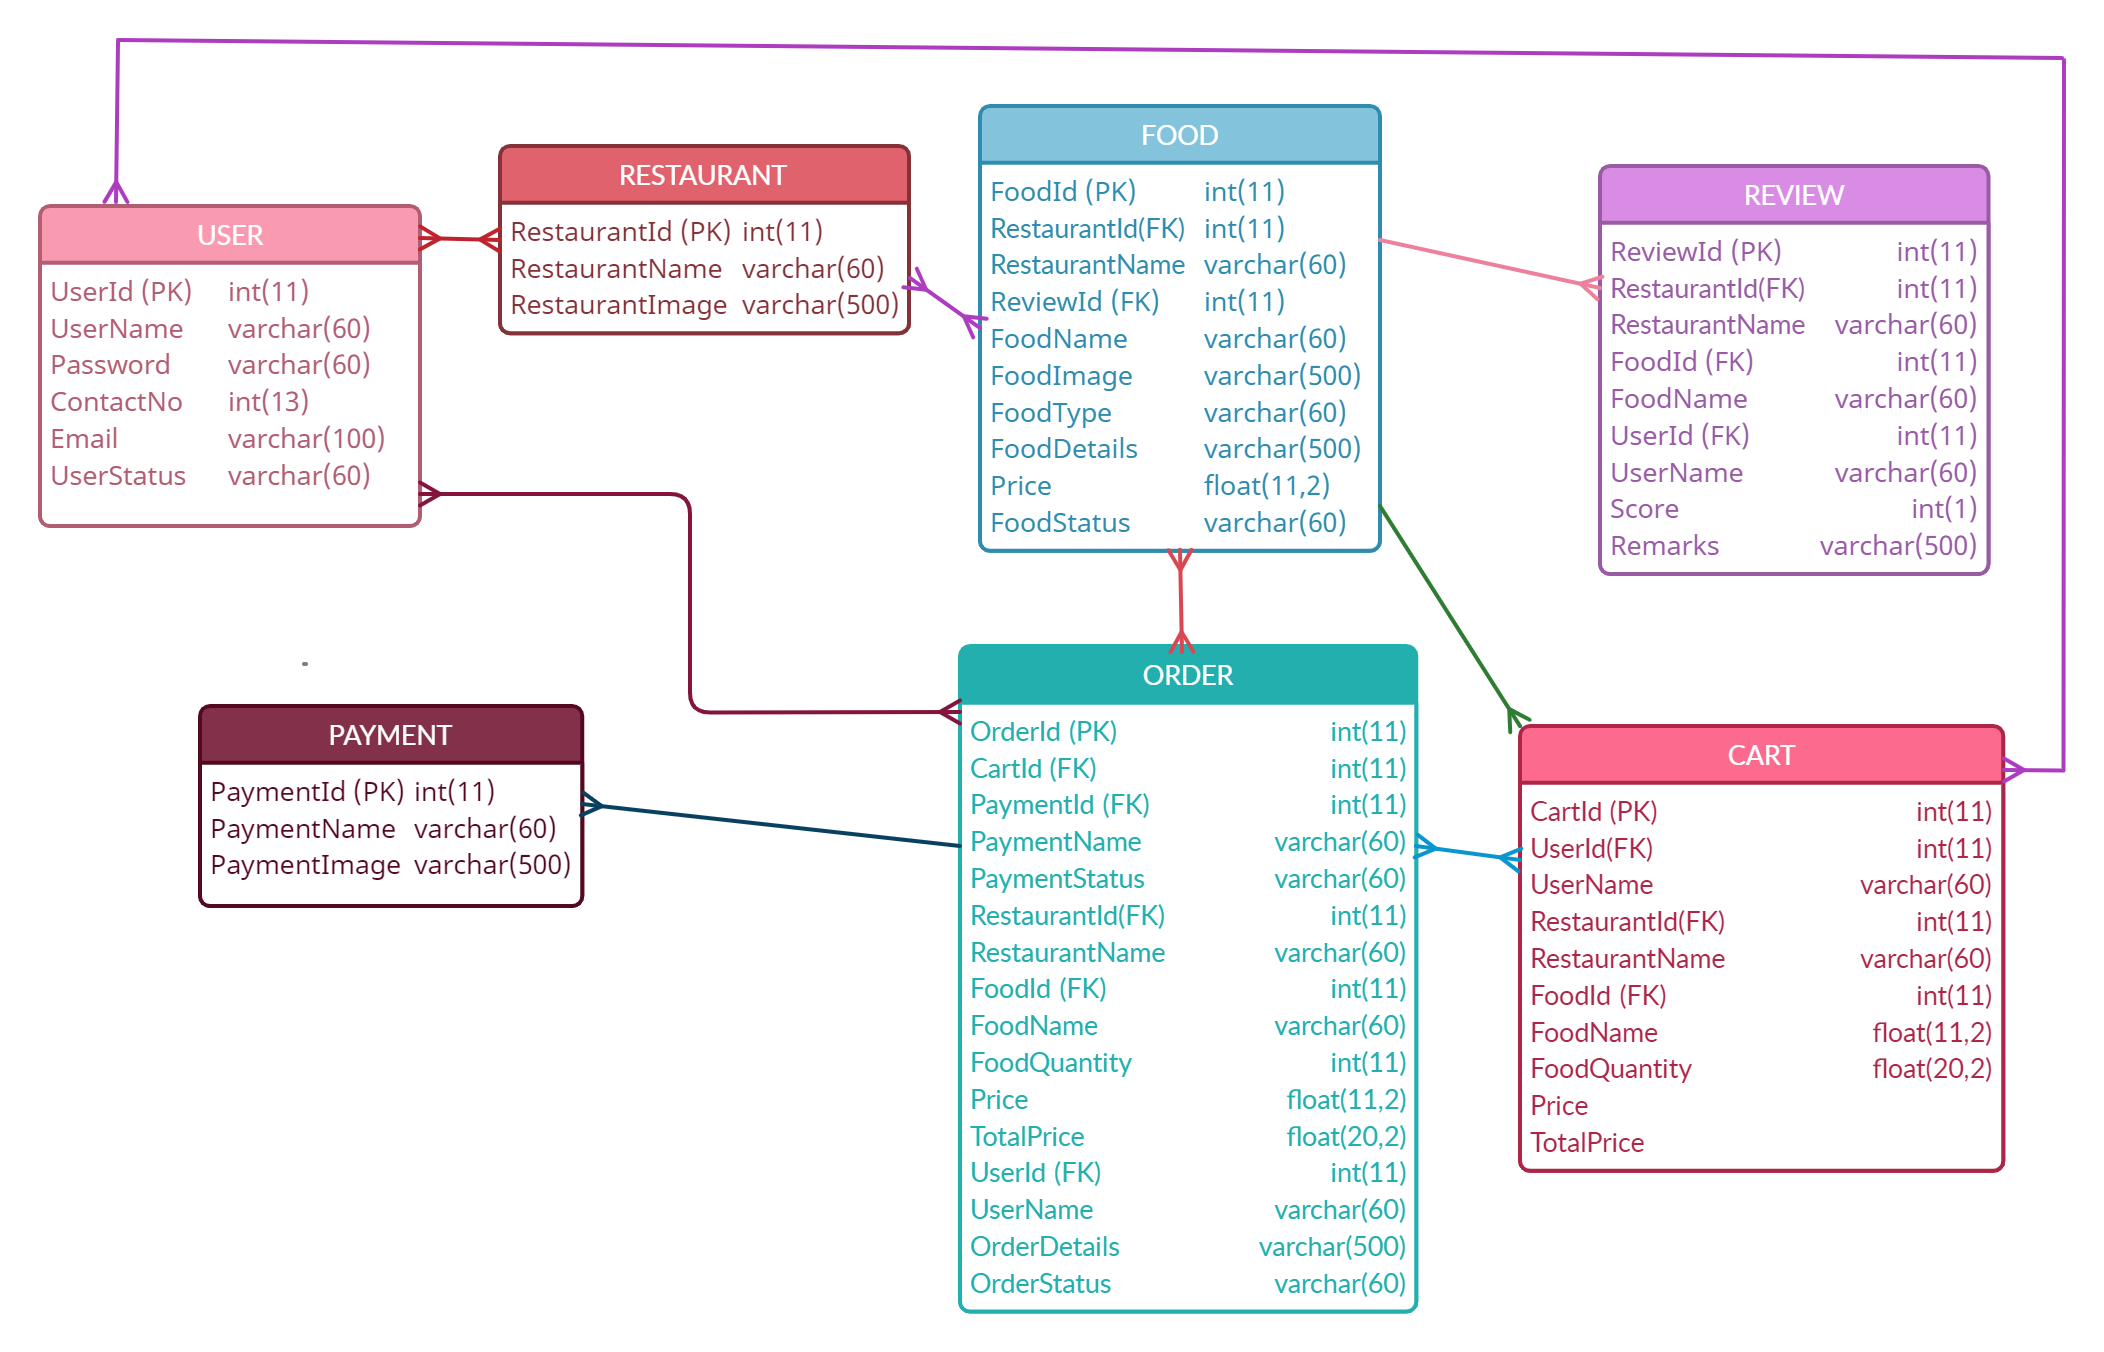 USER
UserId (PK) int(11)
UserName varchar(60)
Password varchar(60)
ContactNo int(13)
Email varchar(100)
UserStatus varchar(60)
RESTAURANT
RestaurantId (PK) int(11)
RestaurantName varchar(60)
RestaurantImage varchar(500)
FOOD
FoodId (PK) int(11)
RestaurantId(FK) int(11)
RestaurantName varchar(60)
ReviewId (FK) int(11)
FoodName varchar(60)
FoodImage varchar(500)
FoodType varchar(60)
FoodDetails varchar(500)
Price float(11,2)
FoodStatus varchar(60)
REVIEW
ReviewId (PK) int(11)
RestaurantId(FK) int(11)
RestaurantName varchar(60)
FoodId (FK) int(11)
FoodName varchar(60)
UserId (FK) int(11)
UserName varchar(60)
Score int(1)
Remarks varchar(500)
PAYMENT
PaymentId (PK) int(11)
PaymentName varchar(60)
PaymentImage varchar(500)
ORDER
OrderId (PK) int(11)
CartId (FK) int(11)
PaymentId (FK) int(11)
PaymentName varchar(60)
PaymentStatus varchar(60)
RestaurantId(FK) int(11)
RestaurantName varchar(60)
FoodId (FK) int(11)
FoodName varchar(60)
FoodQuantity int(11)
Price float(11,2)
TotalPrice float(20,2)
UserId (FK) int(11)
UserName varchar(60)
OrderDetails varchar(500)
OrderStatus varchar(60)
CART
CartId (PK) int(11)
UserId(FK) int(11)
UserName varchar(60)
RestaurantId(FK) int(11)
RestaurantName varchar(60)
FoodId (FK) int(11)
FoodName float(11,2)
FoodQuantity float(20,2)
Price
TotalPrice